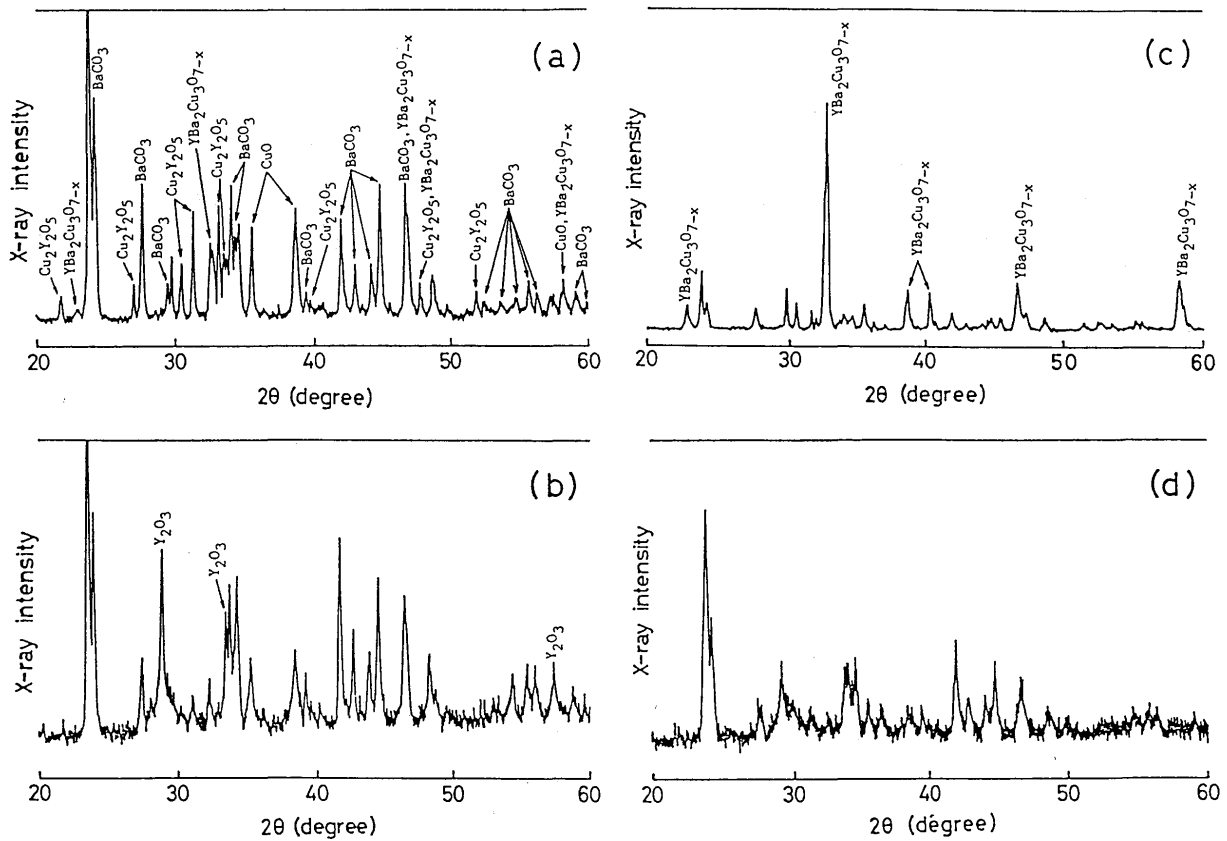 (a)
X-ray intensity
Cu2Y2O5
YBa2Cu3O7-x
BaCO3
Cu2Y2O5
BaCO3
BaCO3
Cu2Y2O5
YBa2Cu3O7-x
Cu2Y2O5
BaCO3
CuO
BaCO3
Cu2Y2O5
BaCO3
BaCO3,YBa2Cu3O7-x
Cu2Y2O5,YBa2Cu3O7-x
Cu2Y2O5
BaCO3
CuO,YBa2Cu3O7-x
BaCO3
20 30 40 50 60
2θ (degree)
(c)
X-ray intensity
YBa2Cu3O7-x
YBa2Cu3O7-x
YBa2Cu3O7-x
YBa2Cu3O7-x
YBa2Cu3O7-x
20 30 40 50 60
2θ (degree)
(b)
X-ray intensity
Y2O3
Y2O3
Y2O3
20 30 40 50 60
2θ (degree)
(d)
X-ray intensity
20 30 40 50 60
2θ (degree)